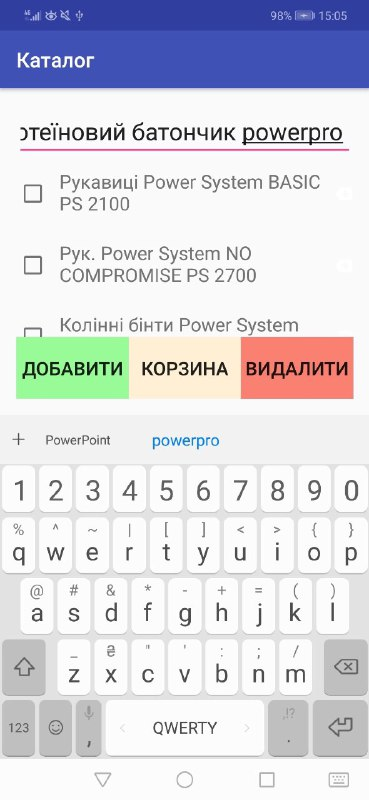 4G 98% 15:05
Каталог
отеїновий батончик powerpro
Рукавиці Power System BASIC
PS 2100
Рук. Power System NO
COMPROMISE PS 2700
Колінні бінти Power System
ДОБАВИТИ КОРЗИНА ВИДАЛИТИ
+ PowerPoint powerpro
1 2 3 4 5 6 7 8 9 0
% ^ ~ | [ ] < > { }
q w e r t y u i o p
@ # & * - + = ( )
a s d f g h j k l
_ ₴ " ' : ; /
z x c v b n m
123 , QWERTY ,!? .